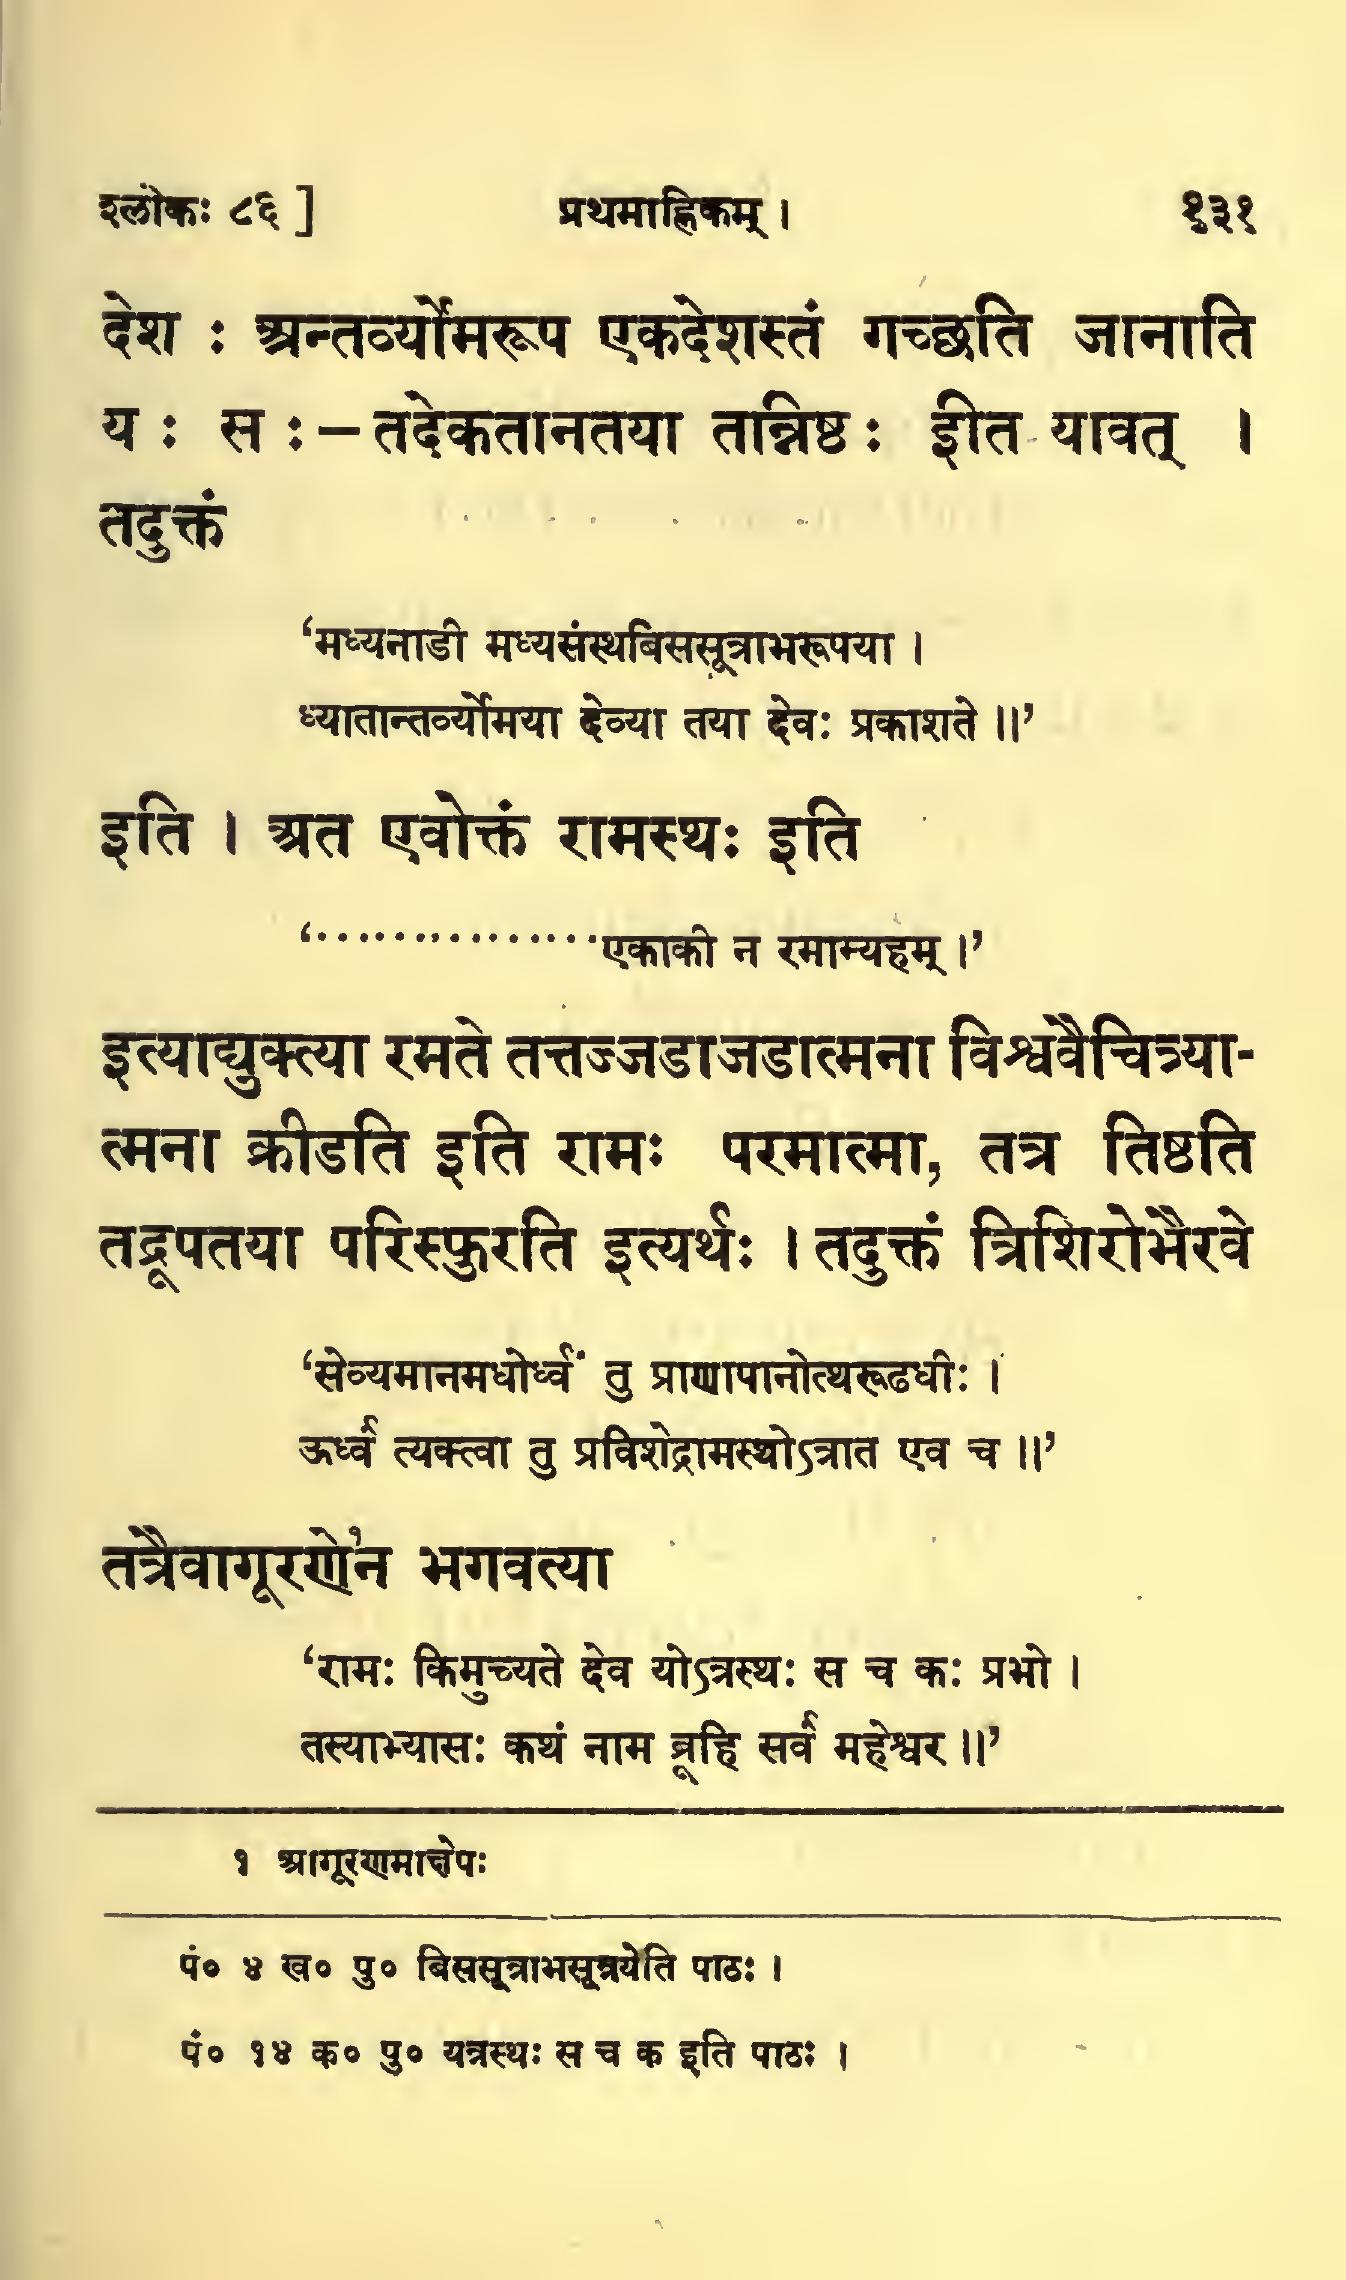 श्लोकः ८६ ] प्रथमाह्निकम् । १३१
देश : अन्तर्व्योमरूप एकदेशस्तं गच्छति जानाति
य : स :– तदेकतानतया तान्निष्ठ : इीत यावत् ।
तदुक्तं
‘मध्यनाडी मध्यसंस्थबिससूत्राभरूपया ।
ध्यातान्तर्व्योमया देव्या तया देवः प्रकाशते ॥’
इति । अत एवोक्तं रामस्थः इति
‘················एकाकी न रमाम्यहम् ।’
इत्याद्युक्त्या रमते तत्तज्जडाजडात्मना विश्ववैचित्र्या-
त्मना क्रीडति इति रामः परमात्मा, तत्र तिष्ठति
तद्रूपतया परिस्फुरति इत्यर्थः । तदुक्तं त्रिशिरोभैरवे
‘सेव्यमानमधोर्ध्वं तु प्राणापानोत्थरूढधीः ।
ऊर्ध्वं त्यक्त्वा तु प्रविशेद्रामस्थोऽत्रात एव च ॥’
तत्रैवागूरणे१न भगवत्या
‘रामः किमुच्यते देव योऽत्रस्थः स च कः प्रभो ।
तस्याभ्यासः कथं नाम ब्रूहि सर्वं महेश्वर ॥’
१ आगूरणमाक्षेपः
पं० ४ ख० पु० बिससूत्राभसूत्रयेति पाठः ।
पं० १४ क० पु० यत्रस्थः स च क इति पाठः ।